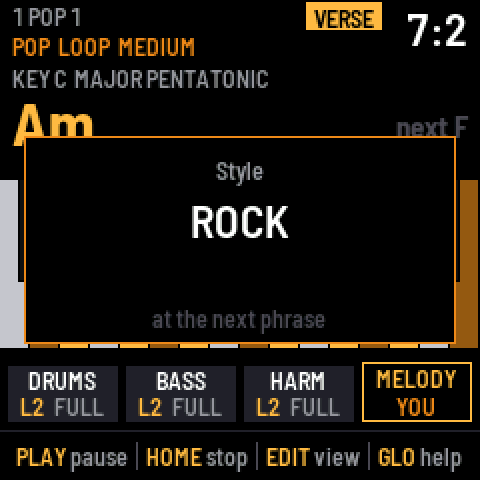 1 POP 1
VERSE
7:2
POP LOOP MEDIUM
KEY C MAJOR PENTATONIC
Am
next F
Style
ROCK
at the next phrase
DRUMS
L2 FULL
BASS
L2 FULL
HARM
L2 FULL
MELODY
YOU
PLAY pause
HOME stop
EDIT view
GLO help